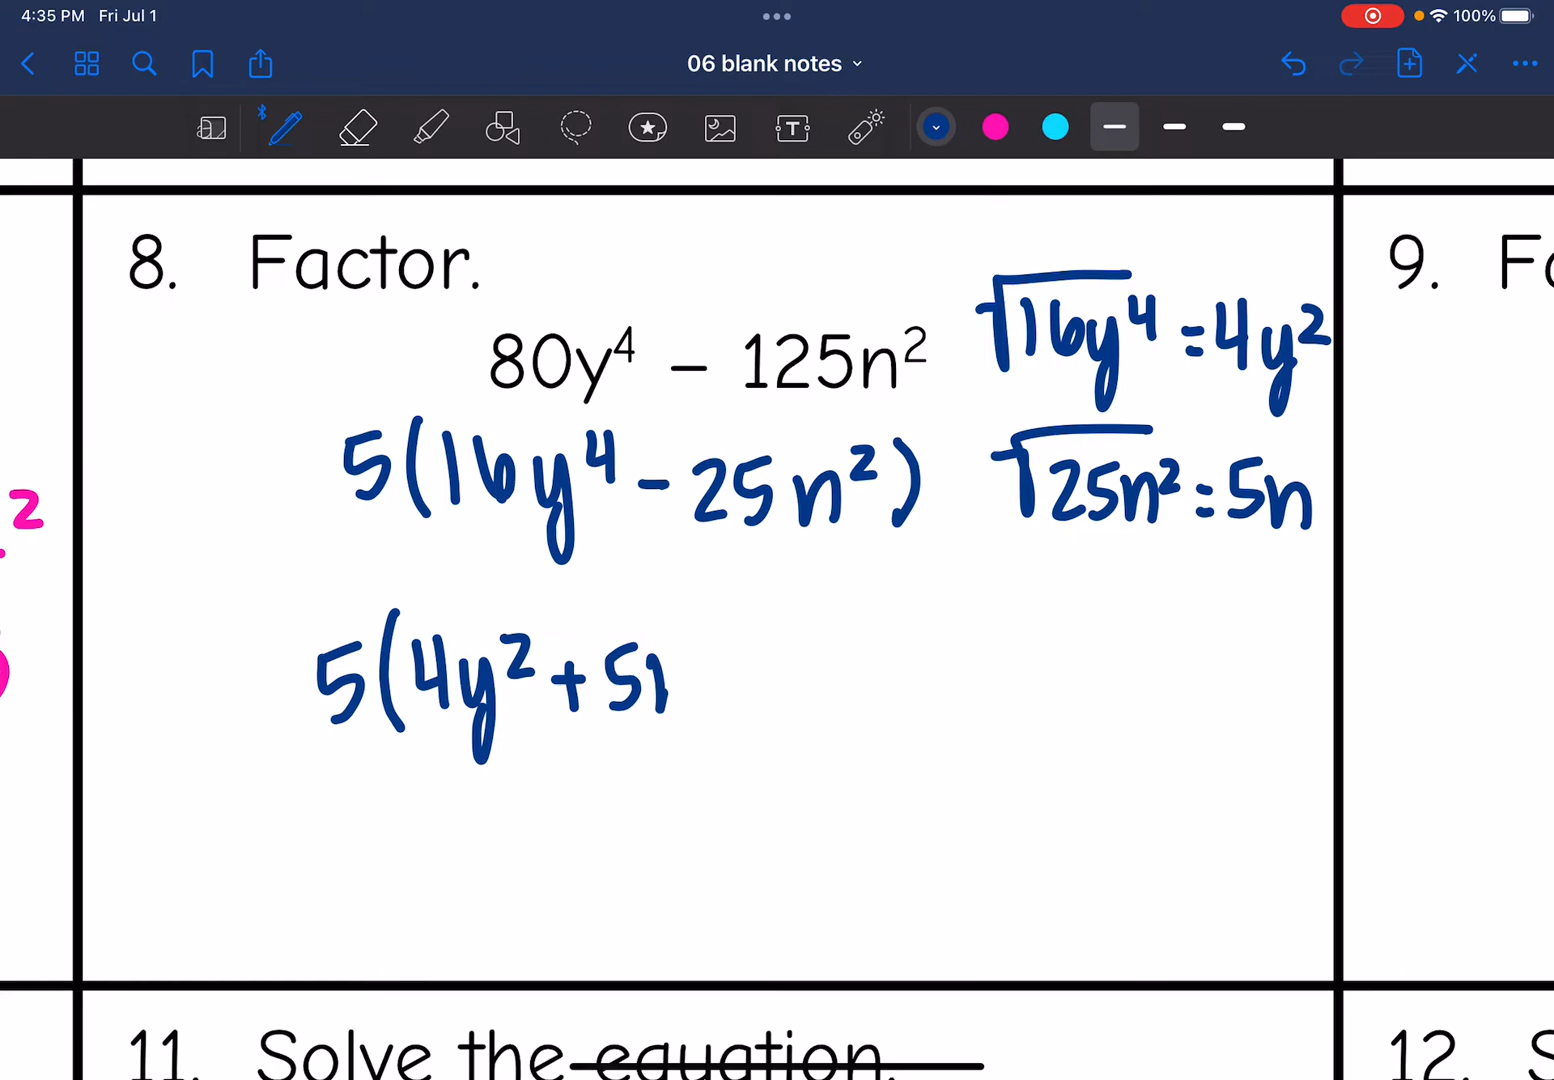 4:35 PM Fri Jul 1
100%
06 blank notes
T
8. Factor.
9.
80y⁴ – 125n²
√16y⁴ = 4y²
5(16y⁴ - 25n²)
√25n² = 5n
2
5(4y² + 5
11. Solve the equation.
12. S